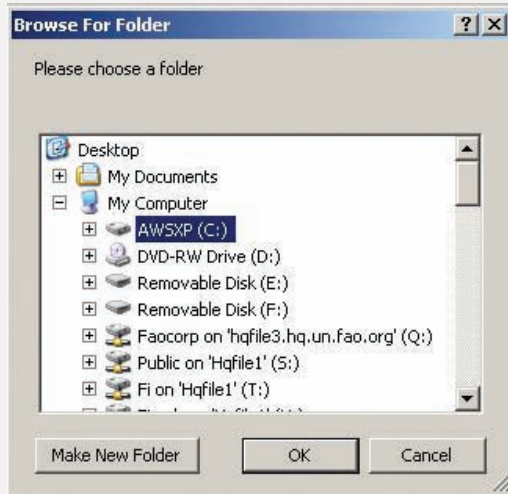 Browse For Folder
Please choose a folder
Desktop
My Documents
My Computer
AWSXP (C:)
DVD-RW Drive (D:)
Removable Disk (E:)
Removable Disk (F:)
Faocorp on 'hqfile3.hq.un.fao.org' (Q:)
Public on 'Hqfile1' (S:)
Fi on 'Hqfile1' (T:)
Make New Folder OK Cancel